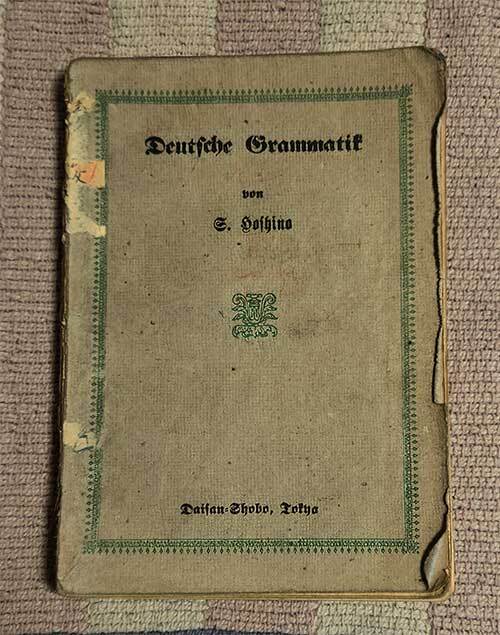 Deutsche Grammatik
von
S. Hoshino
Daisan-Shobo, Tokyo